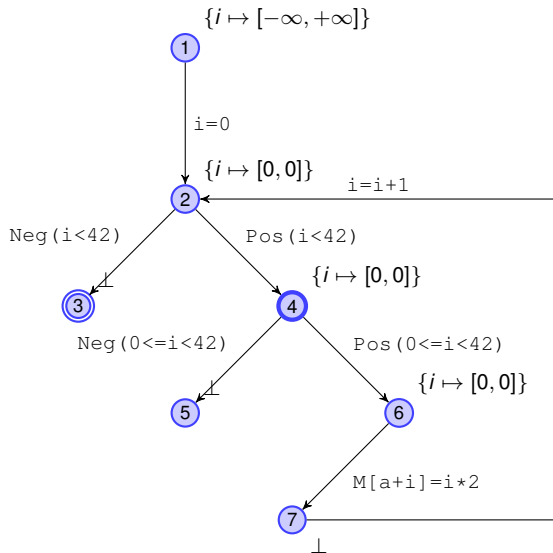 {i ↦ [−∞, +∞]}
1
i=0
{i ↦ [0, 0]}
2
i=i+1
Neg(i<42)
Pos(i<42)
{i ↦ [0, 0]}
3
⊥
4
Neg(0<=i<42)
Pos(0<=i<42)
{i ↦ [0, 0]}
5
⊥
6
M[a+i]=i*2
7
⊥